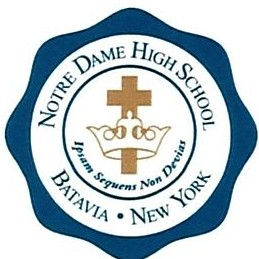 NOTRE DAME HIGH SCHOOL
Ipsam Sequens Non Devias
BATAVIA • NEW YORK